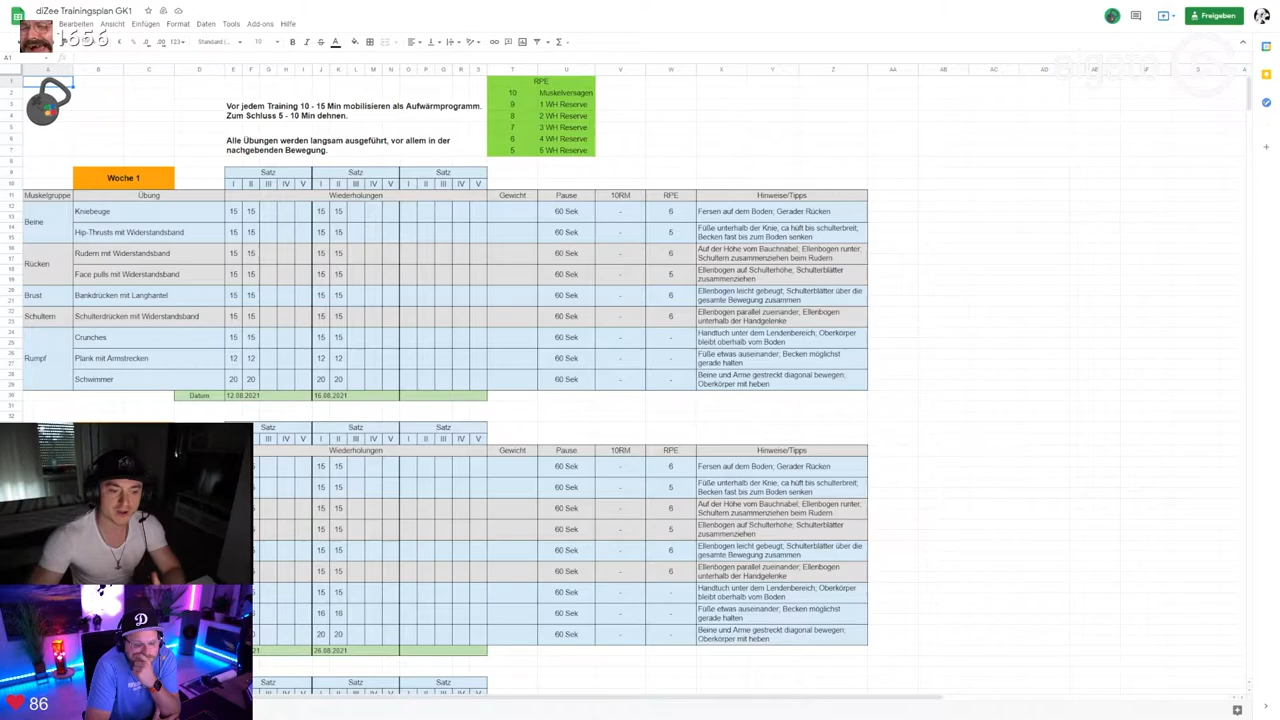 diZee Trainingsplan GK1
Bearbeiten Ansicht Einfügen Format Daten Tools Add-ons Hilfe
Freigeben
1656
Standard (... 10
A1
A B C D E F G H I J K L M N O P Q R S T U V W X Y Z AA AB AC AD AE AF AG AH
Vor jedem Training 10 - 15 Min mobilisieren als Aufwärmprogramm.
Zum Schluss 5 - 10 Min dehnen.
Alle Übungen werden langsam ausgeführt, vor allem in der
nachgebenden Bewegung.
RPE
10 Muskelversagen
9 1 WH Reserve
8 2 WH Reserve
7 3 WH Reserve
6 4 WH Reserve
5 5 WH Reserve
Woche 1
Satz Satz Satz
I II III IV V I II III IV V I II III IV V
Muskelgruppe Übung Wiederholungen Gewicht Pause 10RM RPE Hinweise/Tipps
Beine
Kniebeuge 15 15 15 15 60 Sek - 6 Fersen auf dem Boden; Gerader Rücken
Hip-Thrusts mit Widerstandsband 15 15 15 15 60 Sek - 5 Füße unterhalb der Knie, ca hüft bis schulterbreit;
Becken fast bis zum Boden senken
Rücken
Rudern mit Widerstandsband 15 15 15 15 60 Sek - 6 Auf der Höhe vom Bauchnabel; Ellenbogen runter;
Schultern zusammenziehen beim Rudern
Face pulls mit Widerstandsband 15 15 15 15 60 Sek - 5 Ellenbogen auf Schulterhöhe; Schulterblätter
zusammenziehen
Brust Bankdrücken mit Langhantel 15 15 15 15 60 Sek - 6 Ellenbogen leicht gebeugt; Schulterblätter über die
gesamte Bewegung zusammen
Schultern Schulterdrücken mit Widerstandsband 15 15 15 15 60 Sek - 6 Ellenbogen parallel zueinander; Ellenbogen
unterhalb der Handgelenke
Rumpf
Crunches 15 15 15 15 60 Sek - - Handtuch unter dem Lendenbereich; Oberkörper
bleibt oberhalb vom Boden
Plank mit Armstrecken 12 12 12 12 60 Sek - - Füße etwas auseinander; Becken möglichst
gerade halten
Schwimmer 20 20 20 20 60 Sek - - Beine und Arme gestreckt diagonal bewegen;
Oberkörper mit heben
Datum 12.08.2021 16.08.2021
Satz Satz Satz
III IV V I II III IV V I II III IV V
Wiederholungen Gewicht Pause 10RM RPE Hinweise/Tipps
15 15 60 Sek - 6 Fersen auf dem Boden; Gerader Rücken
15 15 60 Sek - 5 Füße unterhalb der Knie, ca hüft bis schulterbreit;
Becken fast bis zum Boden senken
15 15 60 Sek - 6 Auf der Höhe vom Bauchnabel; Ellenbogen runter;
Schultern zusammenziehen beim Rudern
15 15 60 Sek - 5 Ellenbogen auf Schulterhöhe; Schulterblätter
zusammenziehen
15 15 60 Sek - 6 Ellenbogen leicht gebeugt; Schulterblätter über die
gesamte Bewegung zusammen
15 15 60 Sek - 6 Ellenbogen parallel zueinander; Ellenbogen
unterhalb der Handgelenke
15 15 60 Sek - - Handtuch unter dem Lendenbereich; Oberkörper
bleibt oberhalb vom Boden
16 16 60 Sek - - Füße etwas auseinander; Becken möglichst
gerade halten
20 20 60 Sek - - Beine und Arme gestreckt diagonal bewegen;
Oberkörper mit heben
2021 26.08.2021
Satz Satz Satz
86